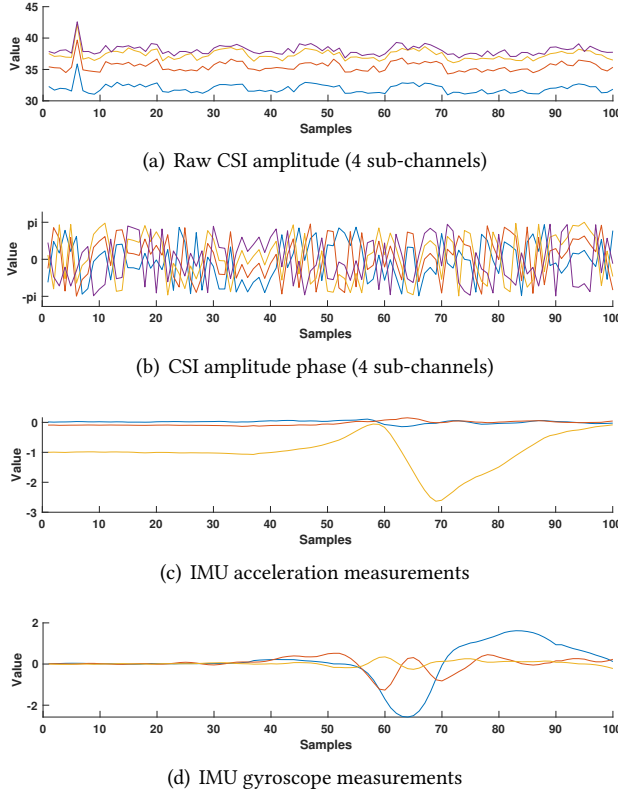 45
40
35
30
Value
0 10 20 30 40 50 60 70 80 90 100
Samples
(a) Raw CSI amplitude (4 sub-channels)
pi
0
-pi
Value
0 10 20 30 40 50 60 70 80 90 100
Samples
(b) CSI amplitude phase (4 sub-channels)
0
-1
-2
-3
Value
0 10 20 30 40 50 60 70 80 90 100
Samples
(c) IMU acceleration measurements
2
0
-2
Value
0 10 20 30 40 50 60 70 80 90 100
Samples
(d) IMU gyroscope measurements